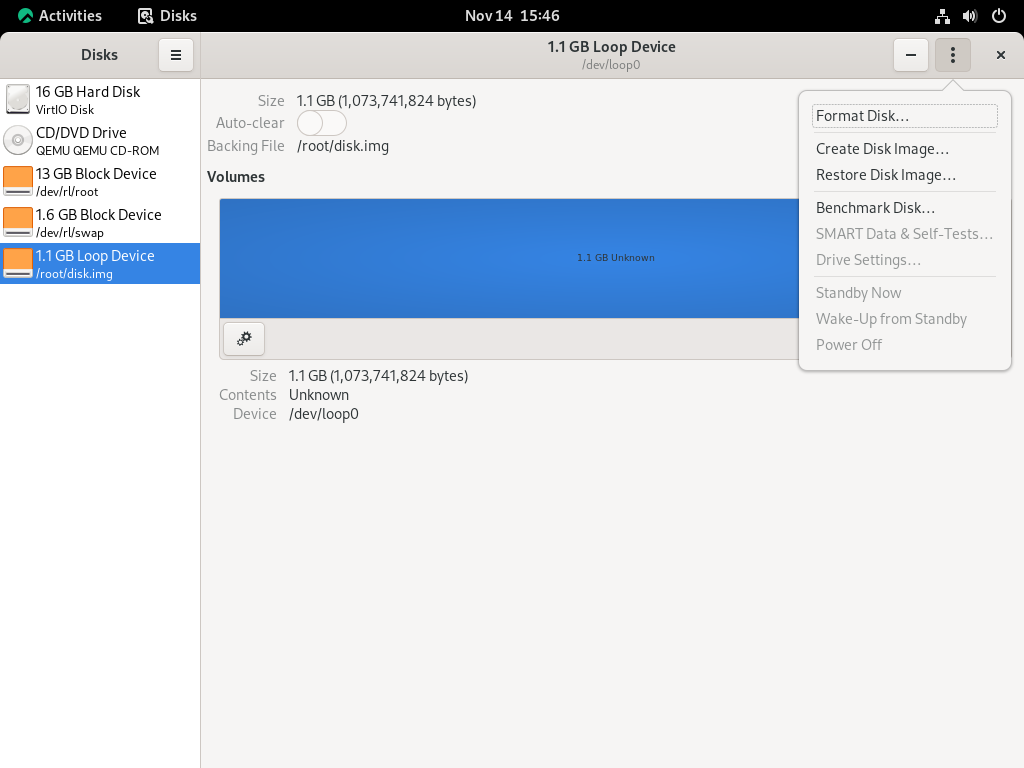 Activities
Disks
Nov 14 15:46
Disks
1.1 GB Loop Device
/dev/loop0
16 GB Hard Disk
VirtIO Disk
CD/DVD Drive
QEMU QEMU CD-ROM
13 GB Block Device
/dev/rl/root
1.6 GB Block Device
/dev/rl/swap
1.1 GB Loop Device
/root/disk.img
Size 1.1 GB (1,073,741,824 bytes)
Auto-clear
Backing File /root/disk.img
Volumes
1.1 GB Unknown
Size 1.1 GB (1,073,741,824 bytes)
Contents Unknown
Device /dev/loop0
Format Disk…
Create Disk Image…
Restore Disk Image…
Benchmark Disk…
SMART Data & Self-Tests…
Drive Settings…
Standby Now
Wake-Up from Standby
Power Off